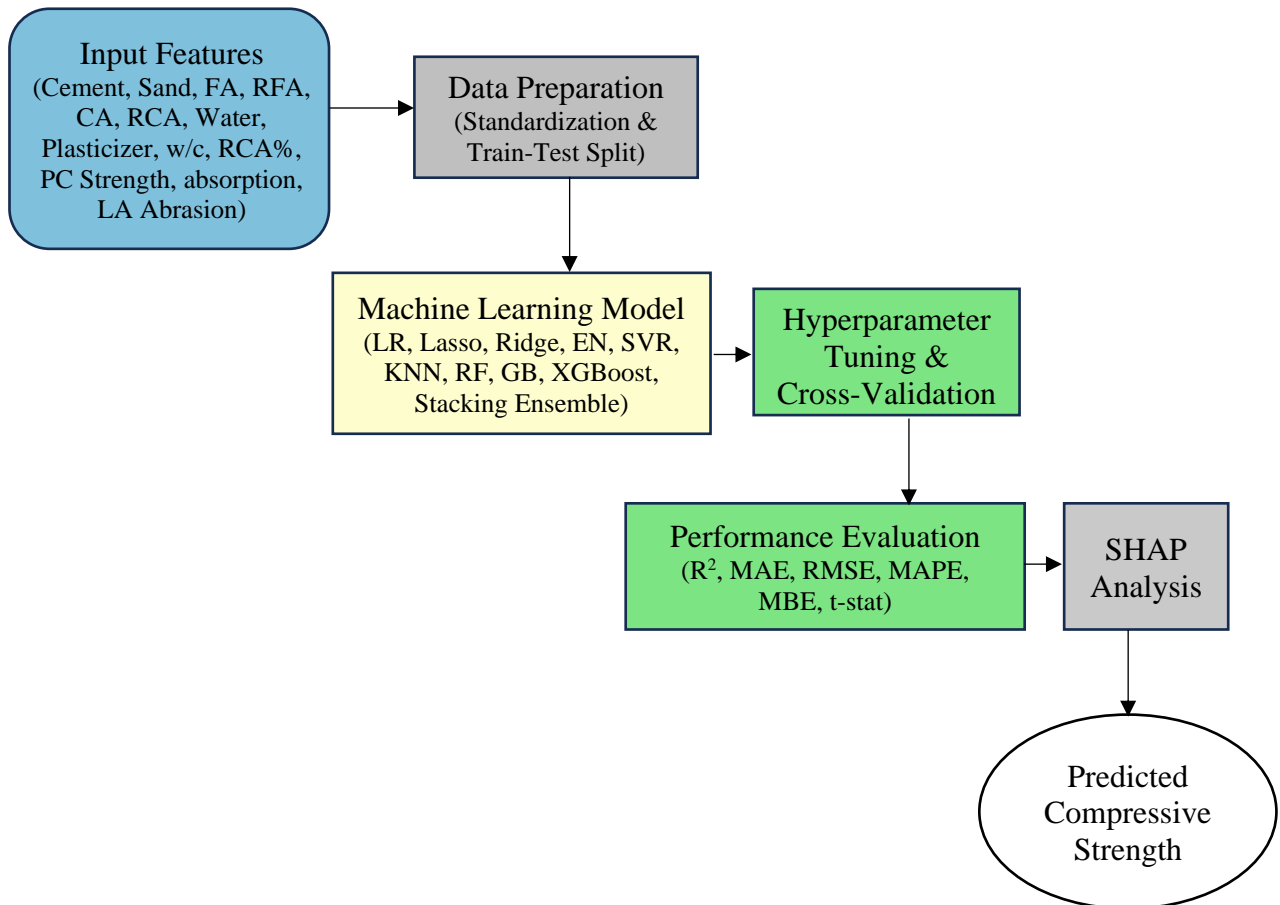 Input Features
(Cement, Sand, FA, RFA,
CA, RCA, Water,
Plasticizer, w/c, RCA%,
PC Strength, absorption,
LA Abrasion)
Data Preparation
(Standardization &
Train-Test Split)
Machine Learning Model
(LR, Lasso, Ridge, EN, SVR,
KNN, RF, GB, XGBoost,
Stacking Ensemble)
Hyperparameter
Tuning &
Cross-Validation
Performance Evaluation
(R², MAE, RMSE, MAPE,
MBE, t-stat)
SHAP
Analysis
Predicted
Compressive
Strength